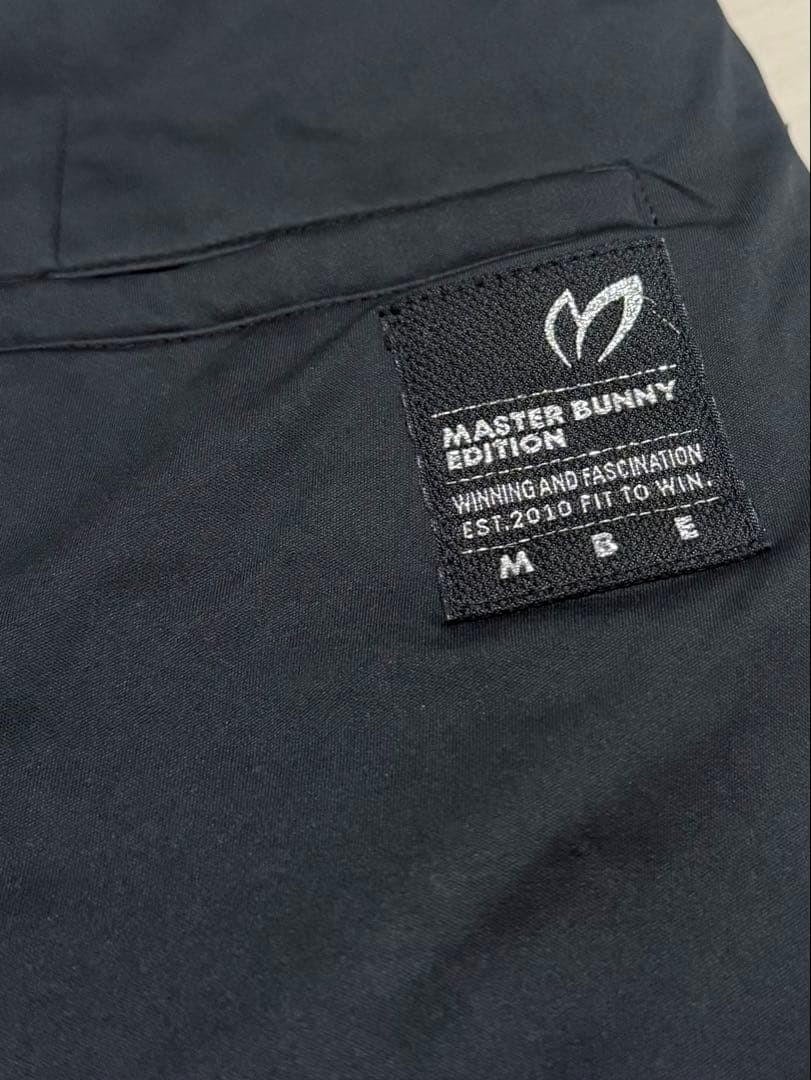 MASTER BUNNY
EDITION
WINNING AND FASCINATION
EST.2010 FIT TO WIN.
M B E